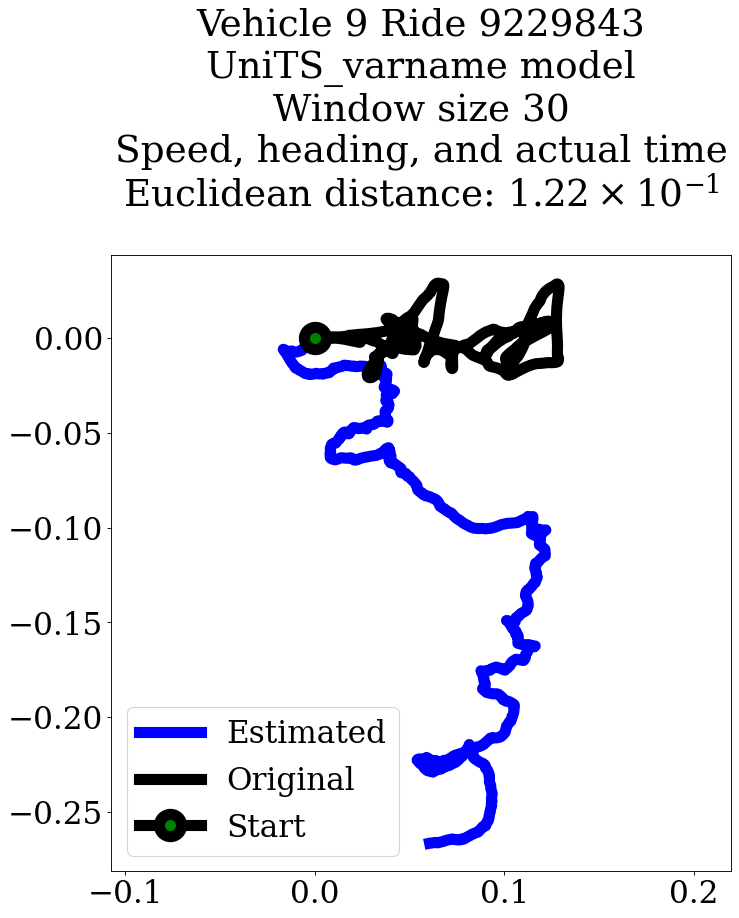 Vehicle 9 Ride 9229843
UniTS_varname model
Window size 30
Speed, heading, and actual time
Euclidean distance: 1.22 × 10⁻¹
0.00
−0.05
−0.10
−0.15
−0.20
−0.25
Estimated
Original
Start
−0.1
0.0
0.1
0.2